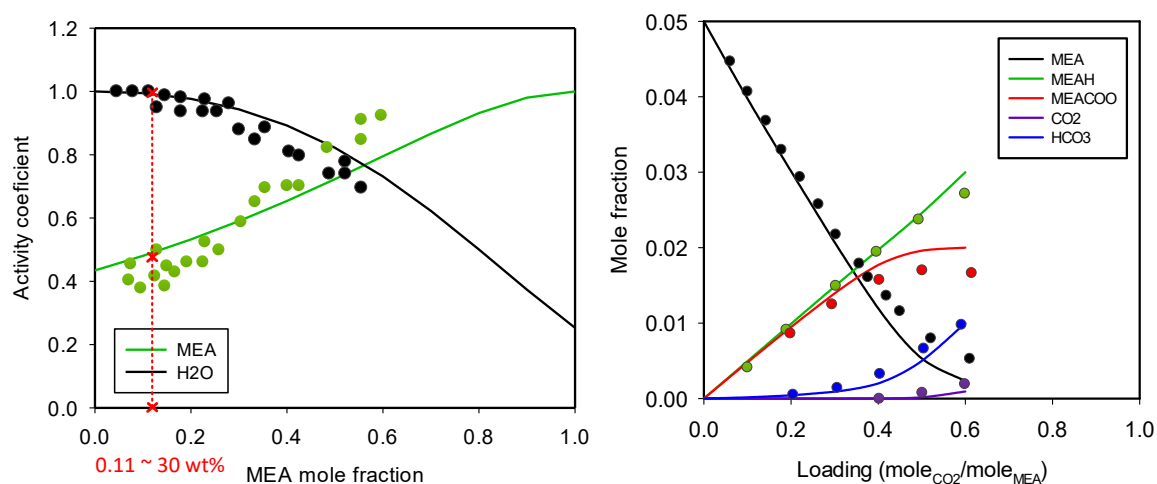 Activity coeficient
1.2
1.0
0.8
0.6
0.4
0.2
0.0
MEA
H2O
0.0 0.2 0.4 0.6 0.8 1.0
0.11 ~ 30 wt%
MEA mole fraction
Mole fraction
0.05
0.04
0.03
0.02
0.01
0.00
MEA
MEAH
MEACOO
CO2
HCO3
0.0 0.2 0.4 0.6 0.8 1.0
Loading (mole_CO2/mole_MEA)